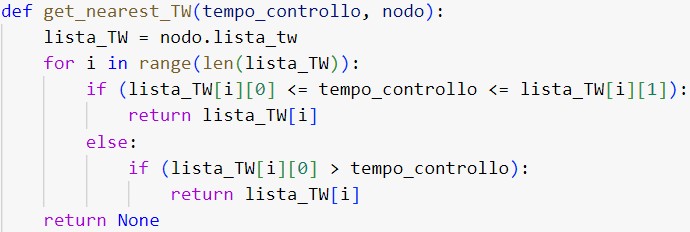 def get_nearest_TW(tempo_controllo, nodo):
    lista_TW = nodo.lista_tw
    for i in range(len(lista_TW)):
        if (lista_TW[i][0] <= tempo_controllo <= lista_TW[i][1]):
            return lista_TW[i]
        else:
            if (lista_TW[i][0] > tempo_controllo):
                return lista_TW[i]
    return None